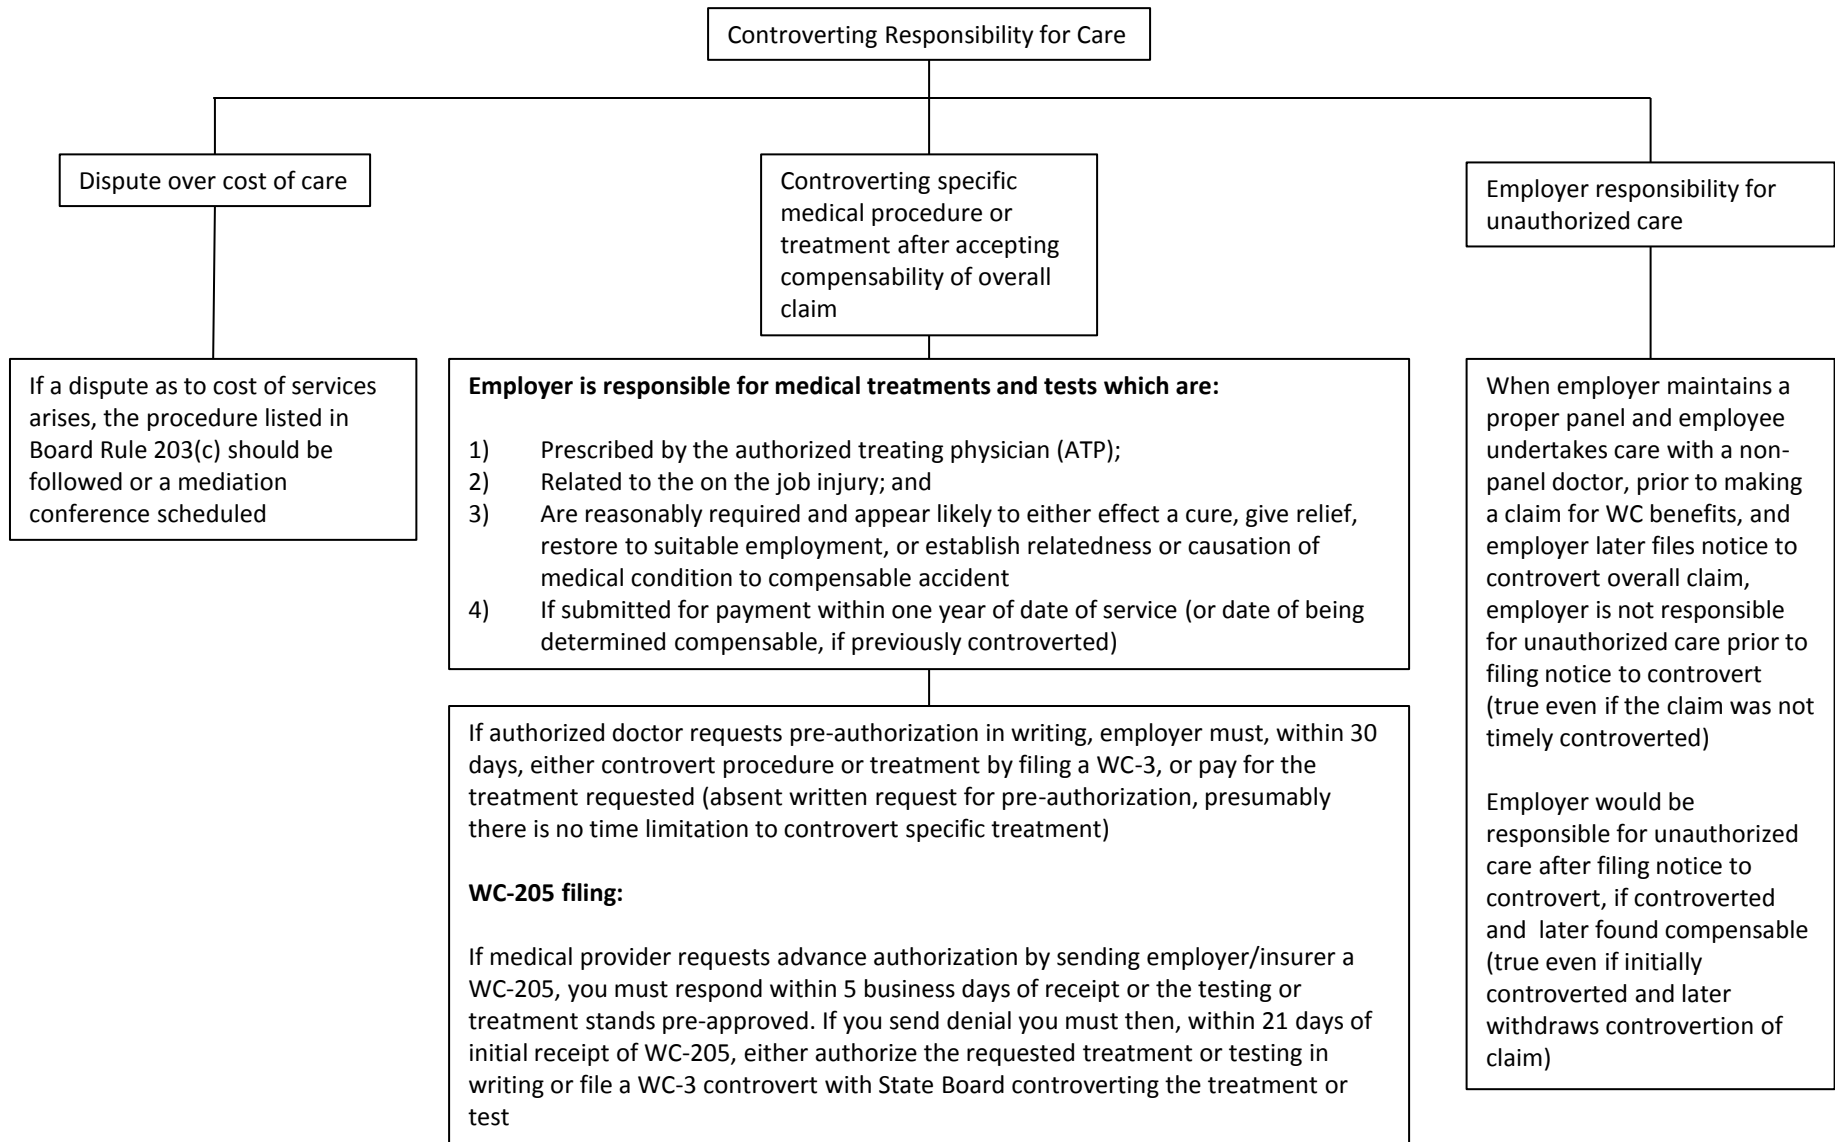 Controverting Responsibility for Care
Dispute over cost of care
Controverting specific
medical procedure or
treatment after accepting
compensability of overall
claim
Employer responsibility for
unauthorized care
If a dispute as to cost of services
arises, the procedure listed in
Board Rule 203(c) should be
followed or a mediation
conference scheduled
Employer is responsible for medical treatments and tests which are:
1) Prescribed by the authorized treating physician (ATP);
2) Related to the on the job injury; and
3) Are reasonably required and appear likely to either effect a cure, give relief,
restore to suitable employment, or establish relatedness or causation of
medical condition to compensable accident
4) If submitted for payment within one year of date of service (or date of being
determined compensable, if previously controverted)
If authorized doctor requests pre-authorization in writing, employer must, within 30
days, either controvert procedure or treatment by filing a WC-3, or pay for the
treatment requested (absent written request for pre-authorization, presumably
there is no time limitation to controvert specific treatment)
WC-205 filing:
If medical provider requests advance authorization by sending employer/insurer a
WC-205, you must respond within 5 business days of receipt or the testing or
treatment stands pre-approved. If you send denial you must then, within 21 days of
initial receipt of WC-205, either authorize the requested treatment or testing in
writing or file a WC-3 controvert with State Board controverting the treatment or
test
When employer maintains a
proper panel and employee
undertakes care with a non-
panel doctor, prior to making
a claim for WC benefits, and
employer later files notice to
controvert overall claim,
employer is not responsible
for unauthorized care prior to
filing notice to controvert
(true even if the claim was not
timely controverted)
Employer would be
responsible for unauthorized
care after filing notice to
controvert, if controverted
and later found compensable
(true even if initially
controverted and later
withdraws controvertion of
claim)